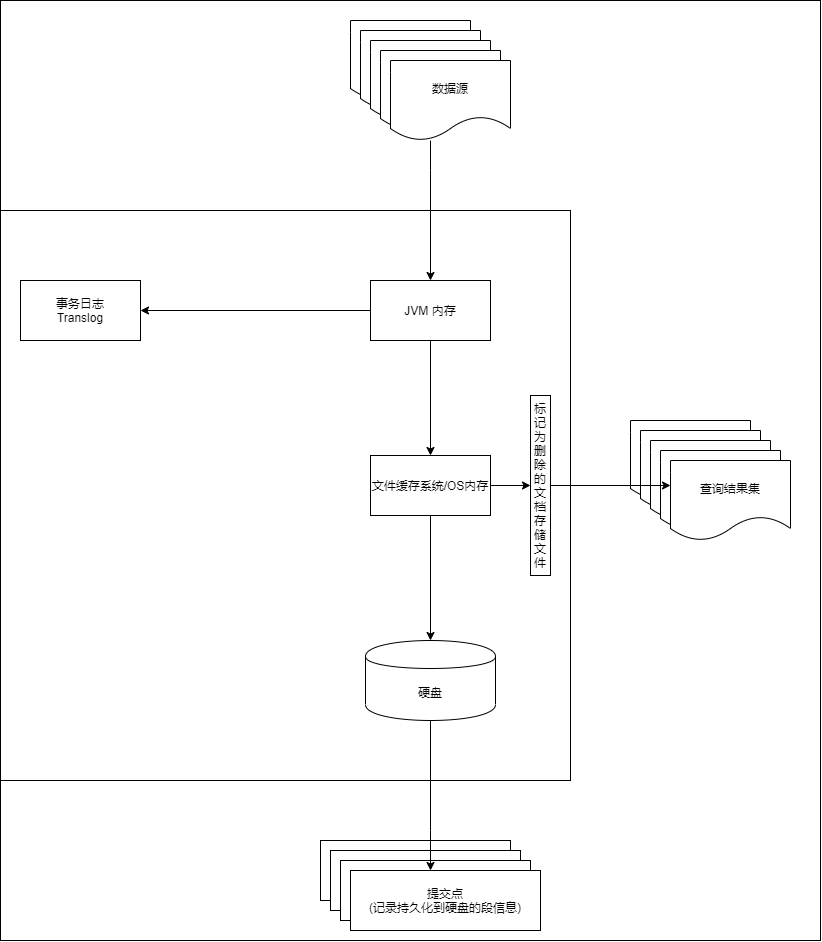 数据源
事务日志
Translog
JVM 内存
标记为删除的文档存储文件
文件缓存系统/OS内存
查询结果集
硬盘
提交点
(记录持久化到硬盘的段信息)